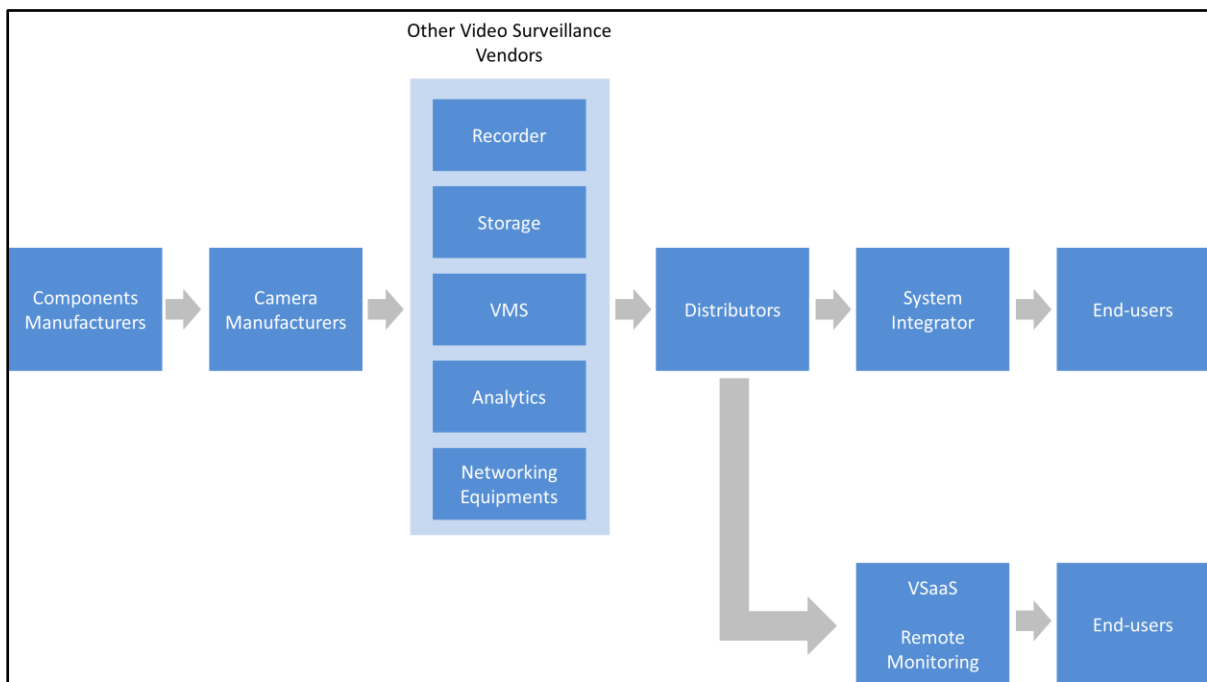 Other Video Surveillance
Vendors
Recorder
Storage
VMS
Analytics
Networking
Equipments
Components
Manufacturers
Camera
Manufacturers
Distributors
System
Integrator
End-users
VSaaS
Remote
Monitoring
End-users